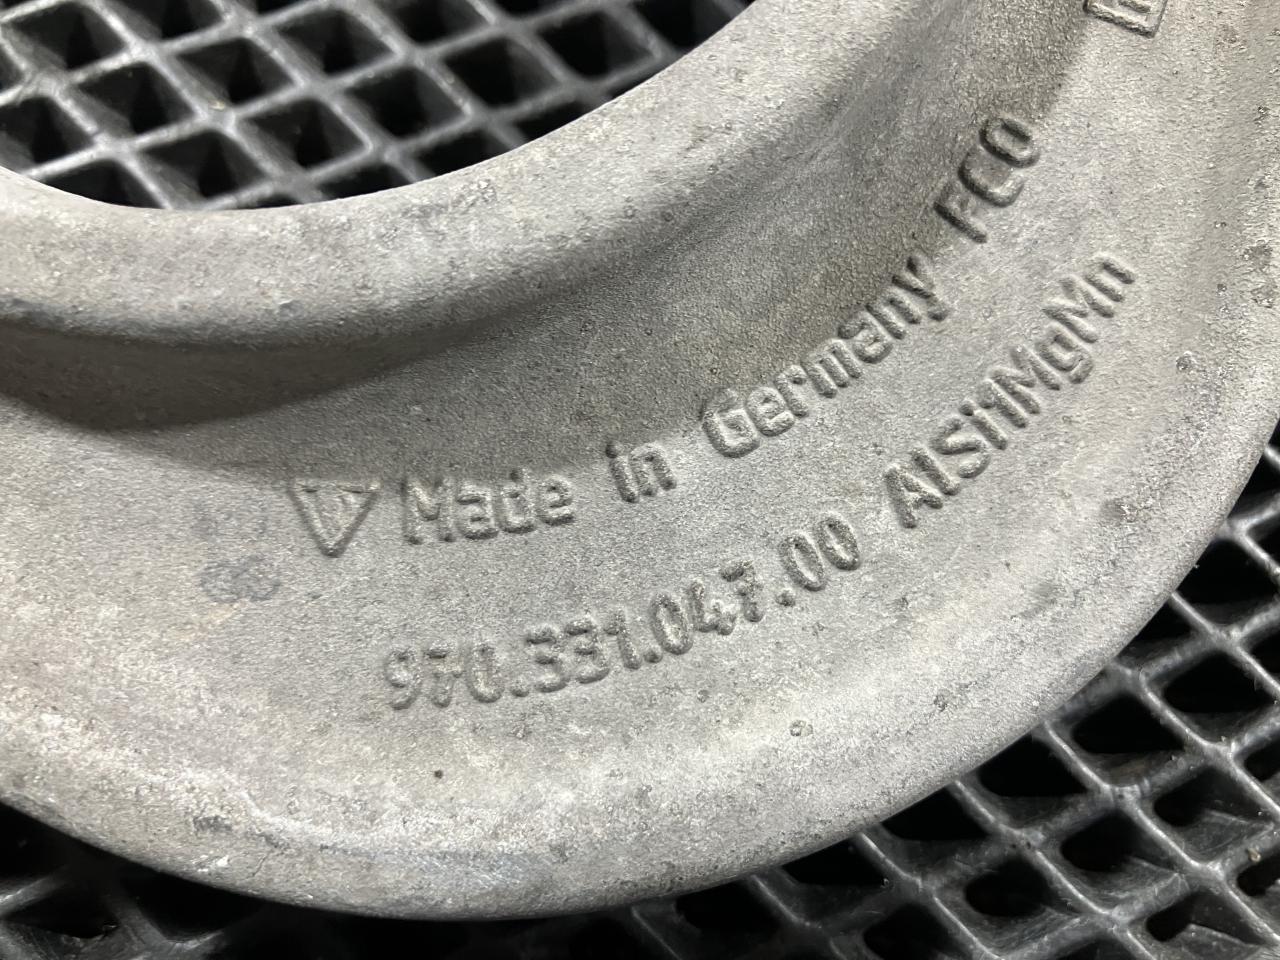 Made in Germany FCO
970.331.047.00 AlSi1MgMn